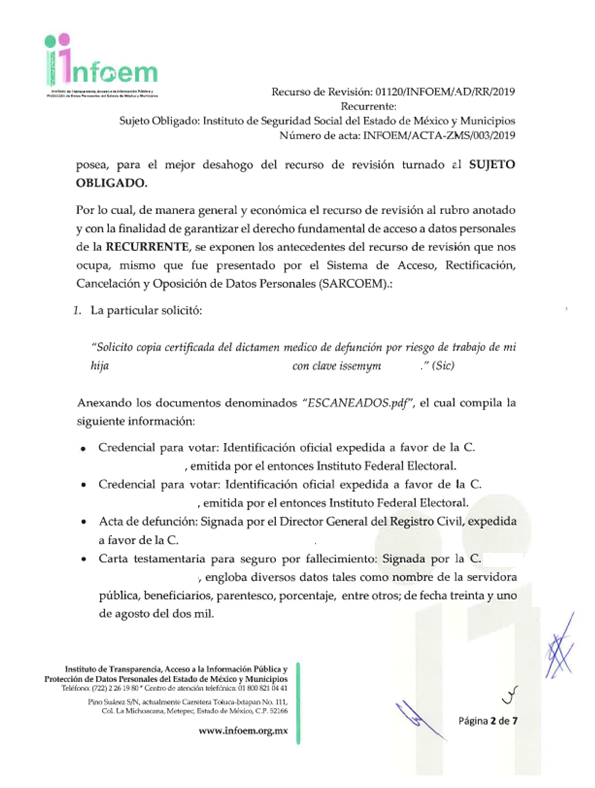 infoem
Instituto de Transparencia, Acceso a la Información Pública y
Protección de Datos Personales del Estado de México y Municipios
Recurso de Revisión: 01120/INFOEM/AD/RR/2019
Recurrente:
Sujeto Obligado: Instituto de Seguridad Social del Estado de México y Municipios
Número de acta: INFOEM/ACTA-ZMS/003/2019
posea, para el mejor desahogo del recurso de revisión turnado al SUJETO
OBLIGADO.
Por lo cual, de manera general y económica el recurso de revisión al rubro anotado
y con la finalidad de garantizar el derecho fundamental de acceso a datos personales
de la RECURRENTE, se exponen los antecedentes del recurso de revisión que nos
ocupa, mismo que fue presentado por el Sistema de Acceso, Rectificación,
Cancelación y Oposición de Datos Personales (SARCOEM).:
1. La particular solicitó:
“Solicito copia certificada del dictamen medico de defunción por riesgo de trabajo de mi
hija con clave issemym .” (Sic)
Anexando los documentos denominados “ESCANEADOS.pdf”, el cual compila la
siguiente información:
• Credencial para votar: Identificación oficial expedida a favor de la C.
, emitida por el entonces Instituto Federal Electoral.
• Credencial para votar: Identificación oficial expedida a favor de la C.
, emitida por el entonces Instituto Federal Electoral.
• Acta de defunción: Signada por el Director General del Registro Civil, expedida
a favor de la C. .
• Carta testamentaria para seguro por fallecimiento: Signada por la C.
, engloba diversos datos tales como nombre de la servidora
pública, beneficiarios, parentesco, porcentaje, entre otros; de fecha treinta y uno
de agosto del dos mil.
Instituto de Transparencia, Acceso a la Información Pública y
Protección de Datos Personales del Estado de México y Municipios
Teléfono: (722) 2 26 19 80 * Centro de atención telefónica: 01 800 821 04 41
Pino Suárez S/N, actualmente Carretera Toluca-Ixtapan No. 111,
Col. La Michoacana, Metepec, Estado de México, C.P. 52166
www.infoem.org.mx
Página 2 de 7